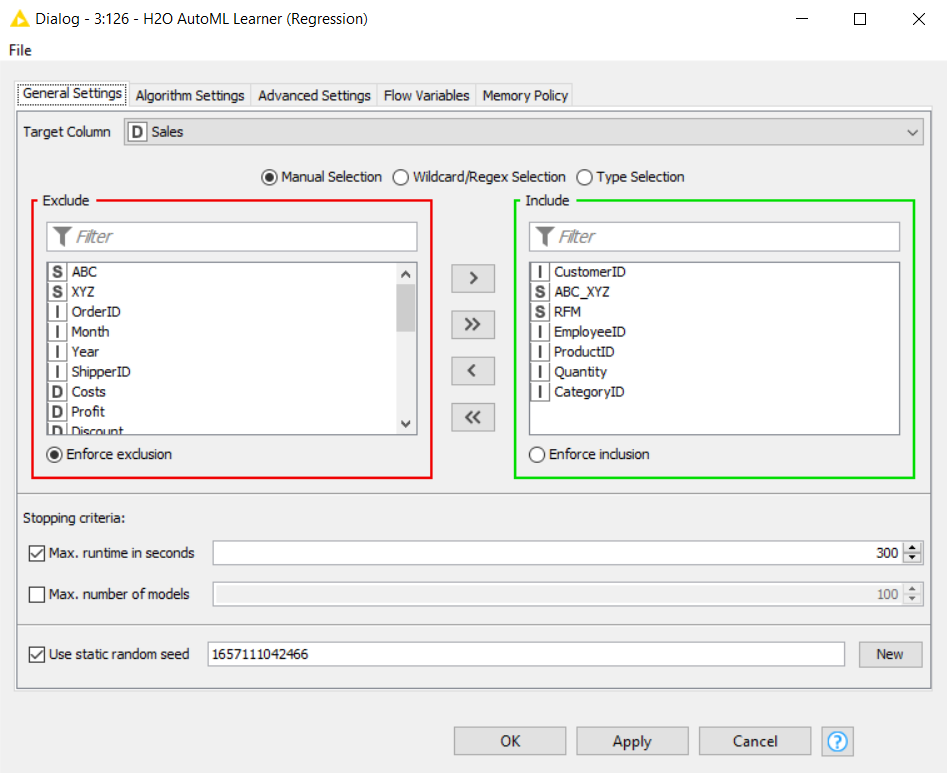 Dialog - 3:126 - H2O AutoML Learner (Regression)
File
General Settings Algorithm Settings Advanced Settings Flow Variables Memory Policy
Target Column D Sales
Manual Selection Wildcard/Regex Selection Type Selection
Exclude
Filter
S ABC
S XYZ
I OrderID
I Month
I Year
I ShipperID
D Costs
D Profit
D Discount
Enforce exclusion
>
>>
<
<<
Include
Filter
I CustomerID
S ABC_XYZ
S RFM
I EmployeeID
I ProductID
I Quantity
I CategoryID
Enforce inclusion
Stopping criteria:
Max. runtime in seconds 300
Max. number of models 100
Use static random seed 1657111042466 New
OK Apply Cancel ?